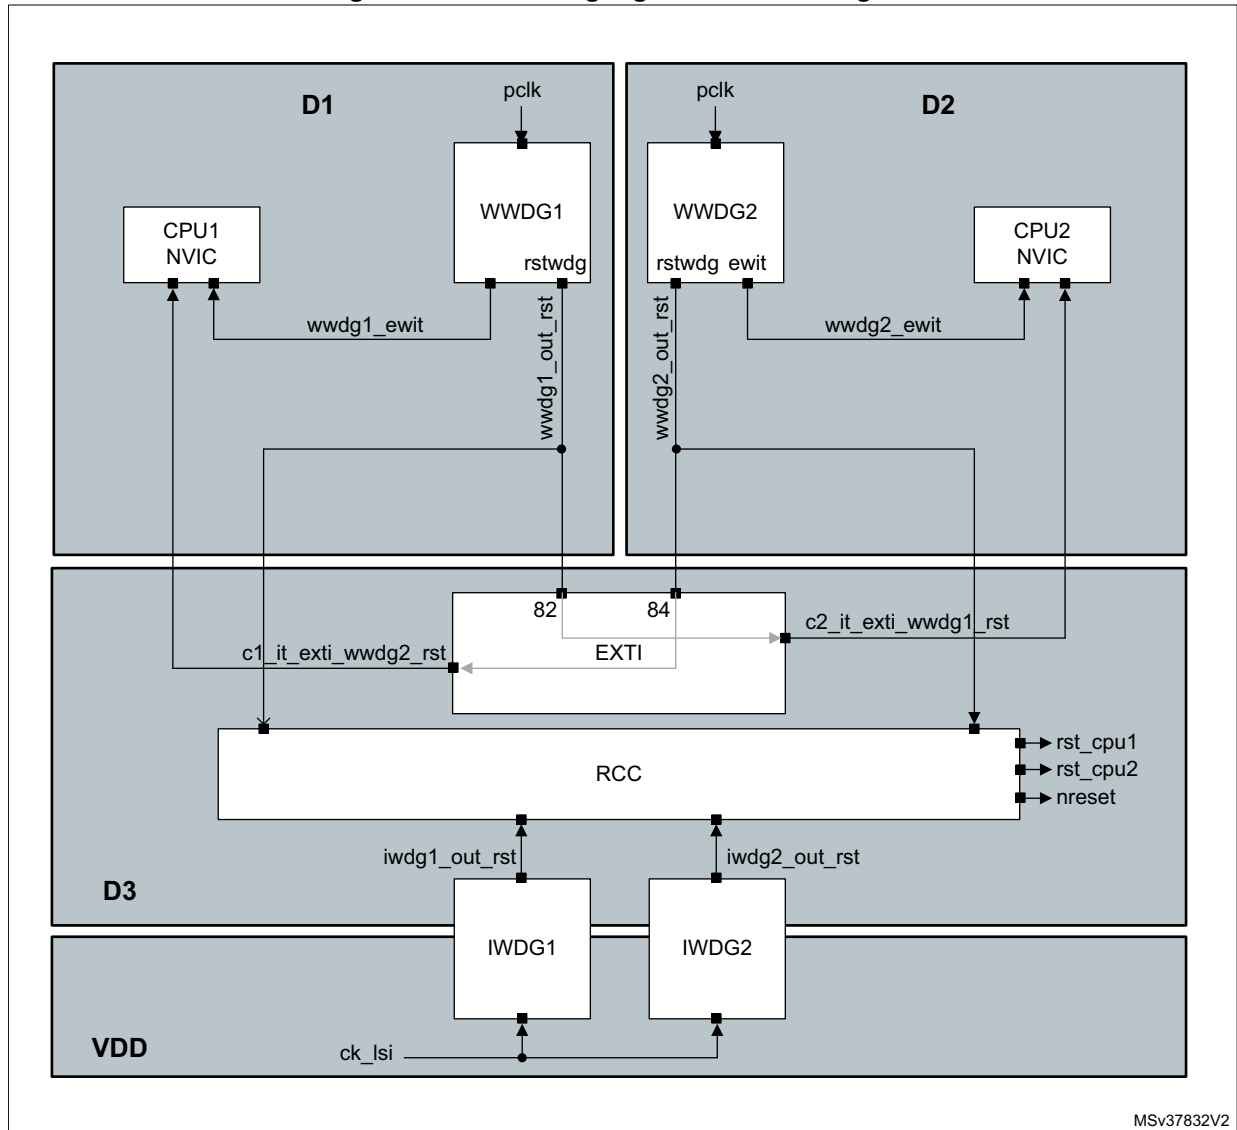 D1
pclk
pclk
D2
WWDG1
WWDG2
CPU1
NVIC
CPU2
NVIC
rstwdg
rstwdg ewit
wwdg1_ewit
wwdg1_out_rst
wwdg2_out_rst
wwdg2_ewit
82
84
c2_it_exti_wwdg1_rst
c1_it_exti_wwdg2_rst
EXTI
RCC
rst_cpu1
rst_cpu2
nreset
iwdg1_out_rst
iwdg2_out_rst
D3
IWDG1
IWDG2
VDD
ck_lsi
MSv37832V2